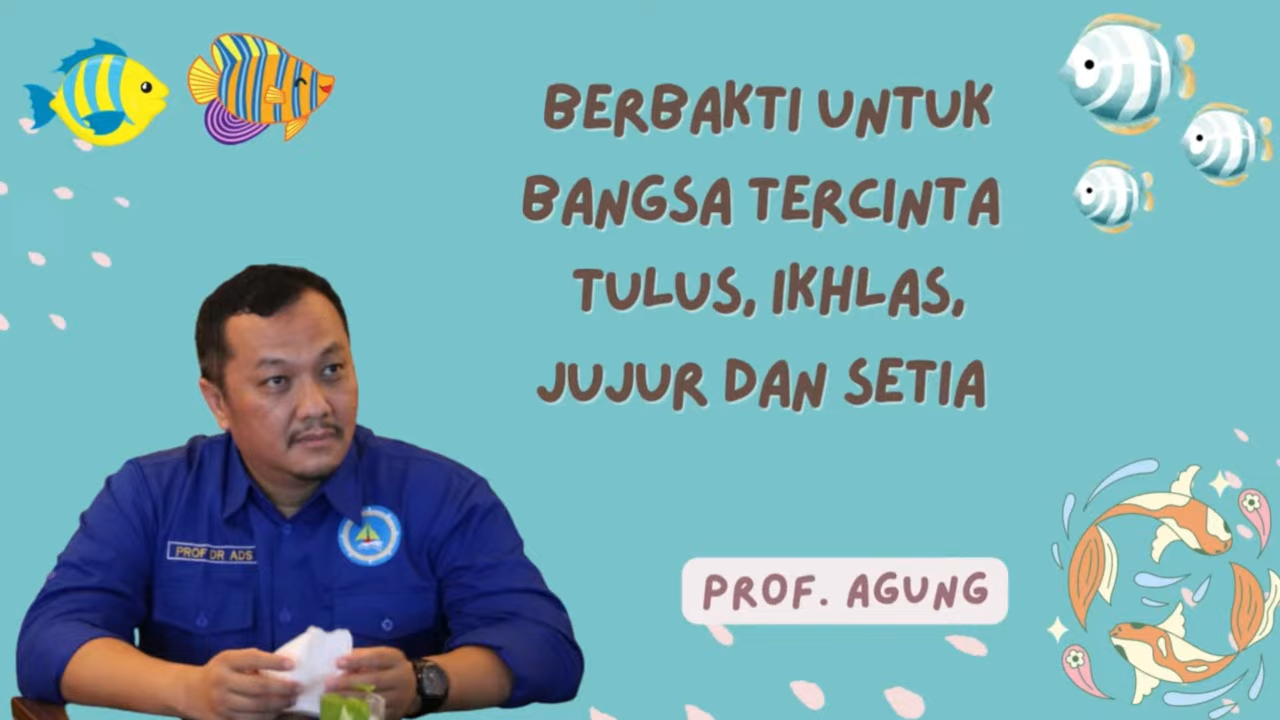 BERBAKTI UNTUK
BANGSA TERCINTA
TULUS, IKHLAS,
JUJUR DAN SETIA
PROF DR ADS
PROF. AGUNG